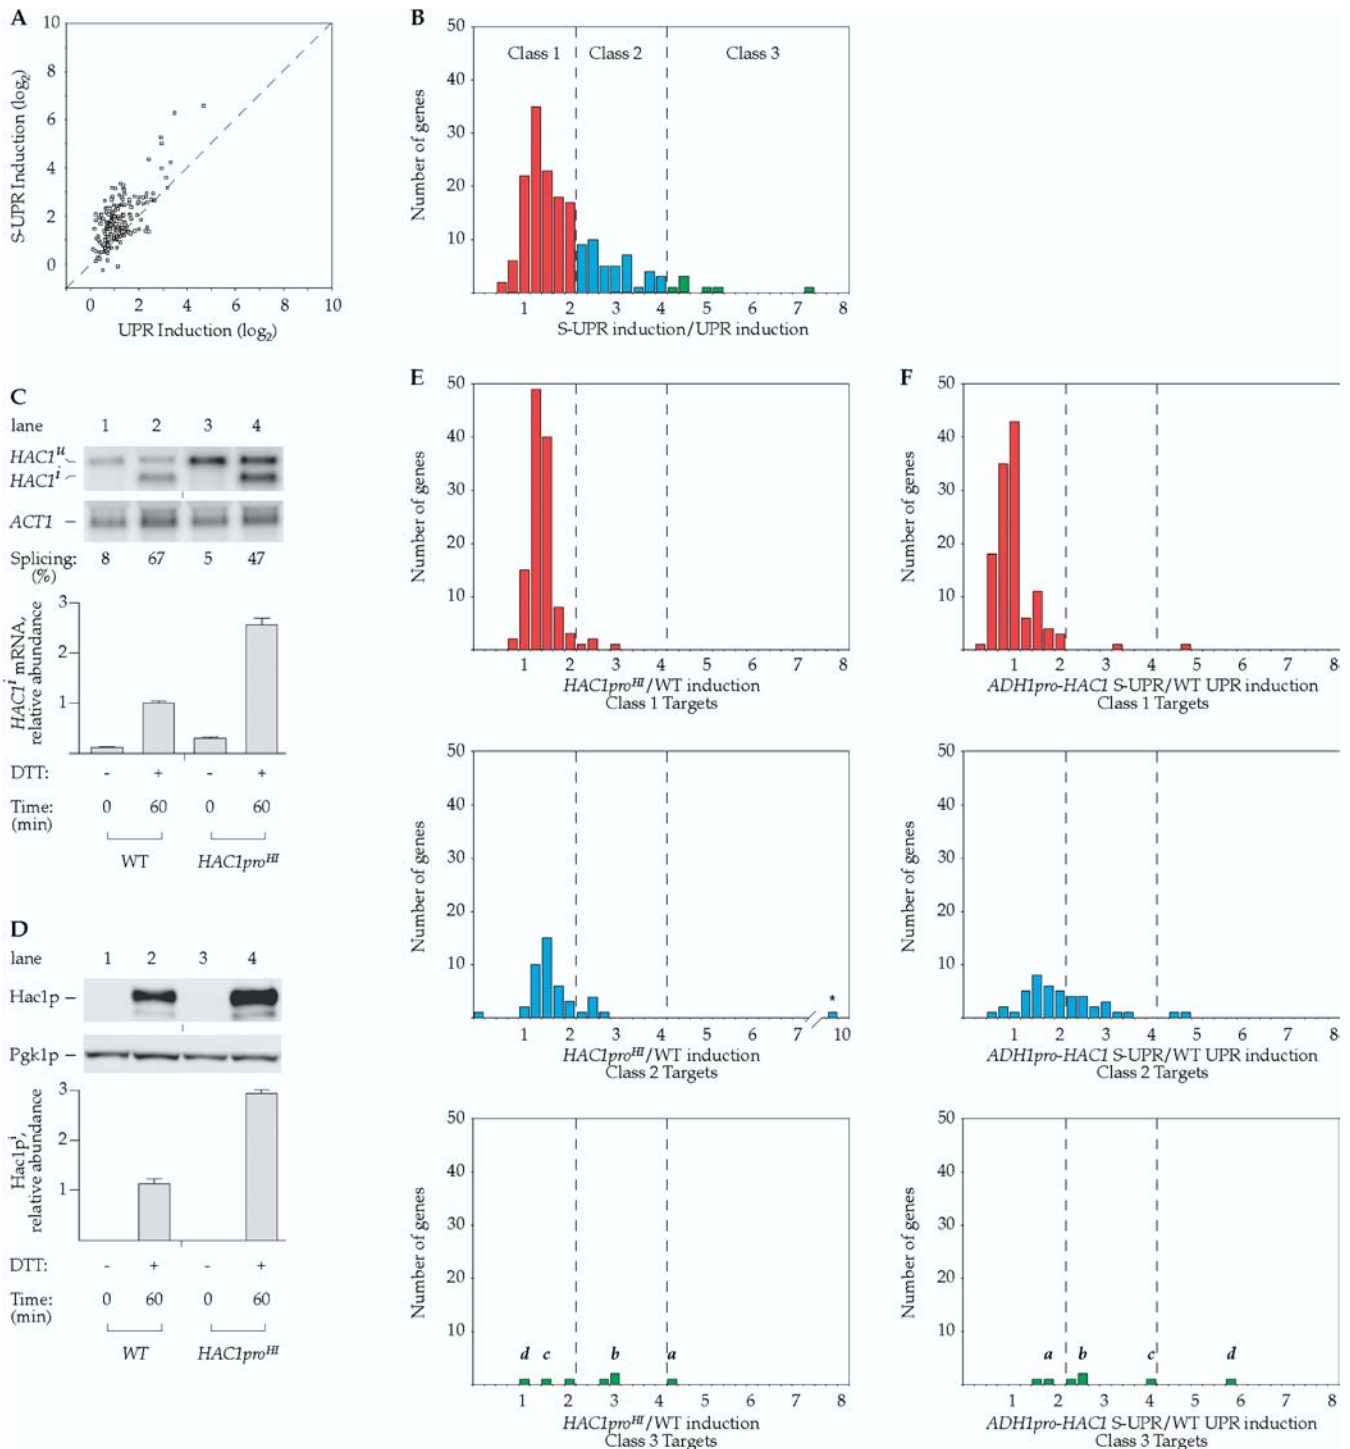 A
10
8
6
4
2
0
S-UPR Induction (log2)
0 2 4 6 8 10
UPR Induction (log2)
B
50
40
30
20
10
Number of genes
Class 1 Class 2 Class 3
1 2 3 4 5 6 7 8
S-UPR induction/UPR induction
C
lane 1 2 3 4
HAC1u
HAC1i
ACT1
Splicing: 8 67 5 47
(%)
3
2
1
HAC1i mRNA,
relative abundance
DTT: - + - +
Time: 0 60 0 60
(min)
WT HAC1proHI
D
lane 1 2 3 4
Hac1p
Pgk1p
3
2
1
Hac1pi,
relative abundance
DTT: - + - +
Time: 0 60 0 60
(min)
WT HAC1proHI
E
50
40
30
20
10
Number of genes
1 2 3 4 5 6 7 8
HAC1proHI/WT induction
Class 1 Targets
50
40
30
20
10
Number of genes
*
1 2 3 4 5 6 7 10
HAC1proHI/WT induction
Class 2 Targets
50
40
30
20
10
Number of genes
d c b a
1 2 3 4 5 6 7 8
HAC1proHI/WT induction
Class 3 Targets
F
50
40
30
20
10
Number of genes
1 2 3 4 5 6 7 8
ADH1pro-HAC1 S-UPR/WT UPR induction
Class 1 Targets
50
40
30
20
10
Number of genes
1 2 3 4 5 6 7 8
ADH1pro-HAC1 S-UPR/WT UPR induction
Class 2 Targets
50
40
30
20
10
Number of genes
a b c d
1 2 3 4 5 6 7 8
ADH1pro-HAC1 S-UPR/WT UPR induction
Class 3 Targets